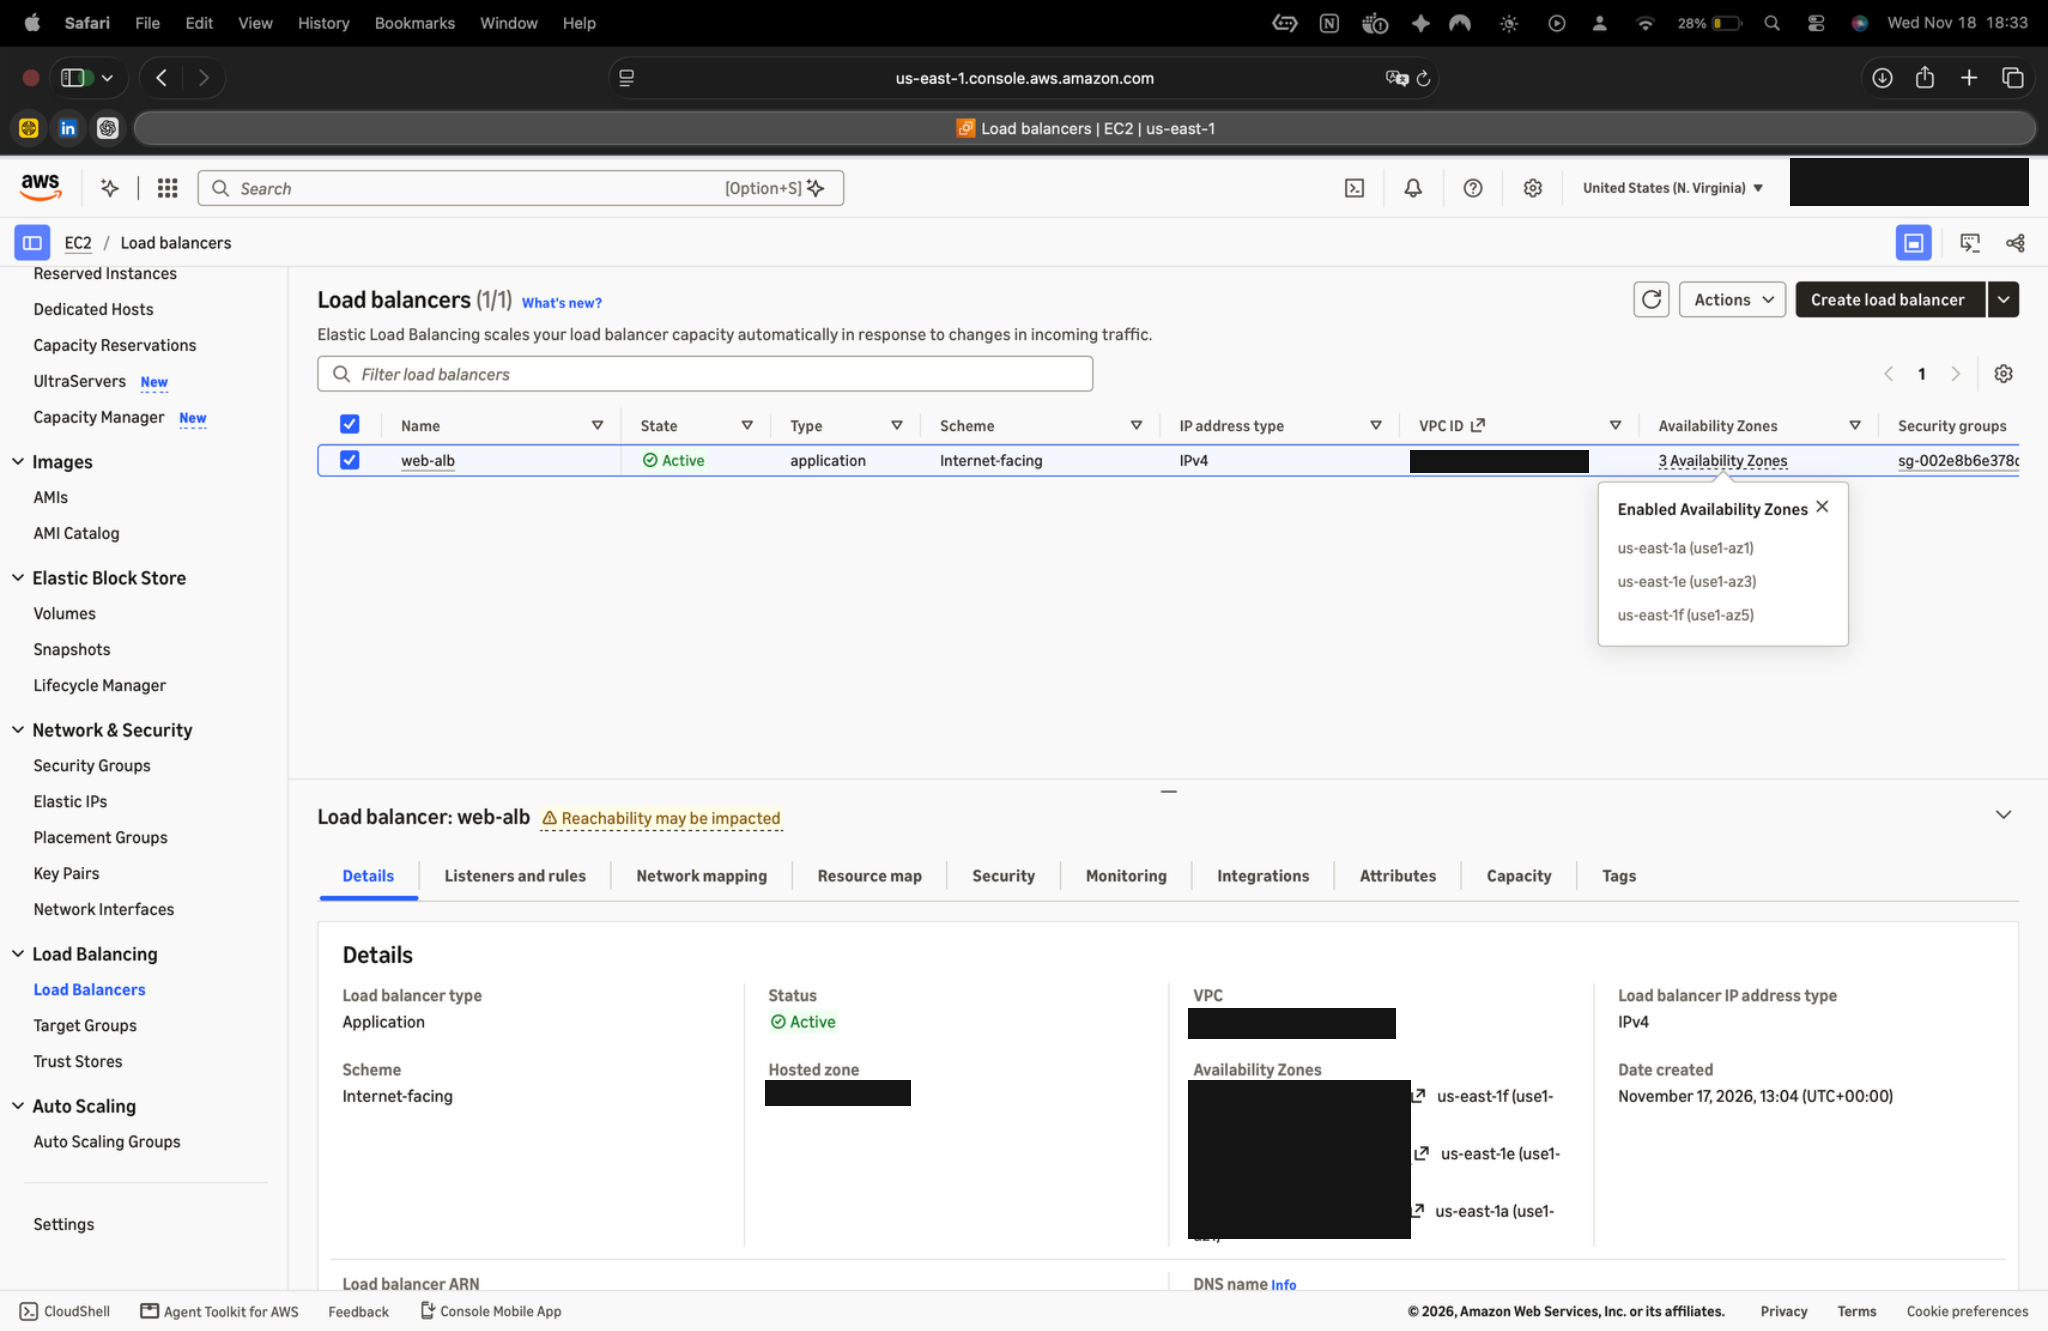 Safari File Edit View History Bookmarks Window Help 28% Wed Nov 18 18:33
us-east-1.console.aws.amazon.com
Load balancers | EC2 | us-east-1
aws Search [Option+S] United States (N. Virginia)
EC2 / Load balancers
Reserved Instances
Dedicated Hosts
Capacity Reservations
UltraServers New
Capacity Manager New
Images
AMIs
AMI Catalog
Elastic Block Store
Volumes
Snapshots
Lifecycle Manager
Network & Security
Security Groups
Elastic IPs
Placement Groups
Key Pairs
Network Interfaces
Load Balancing
Load Balancers
Target Groups
Trust Stores
Auto Scaling
Auto Scaling Groups
Settings
Load balancers (1/1) What's new?
Actions Create load balancer
Elastic Load Balancing scales your load balancer capacity automatically in response to changes in incoming traffic.
Filter load balancers
1
Name State Type Scheme IP address type VPC ID Availability Zones Security groups
web-alb Active application Internet-facing IPv4 3 Availability Zones sg-002e8b6e378
Enabled Availability Zones
us-east-1a (use1-az1)
us-east-1e (use1-az3)
us-east-1f (use1-az5)
Load balancer: web-alb Reachability may be impacted
Details Listeners and rules Network mapping Resource map Security Monitoring Integrations Attributes Capacity Tags
Details
Load balancer type
Application
Status
Active
VPC
Load balancer IP address type
IPv4
Scheme
Internet-facing
Hosted zone
Availability Zones
us-east-1f (use1-
us-east-1e (use1-
us-east-1a (use1-
Date created
November 17, 2026, 13:04 (UTC+00:00)
Load balancer ARN
DNS name Info
CloudShell Agent Toolkit for AWS Feedback Console Mobile App © 2026, Amazon Web Services, Inc. or its affiliates. Privacy Terms Cookie preferences